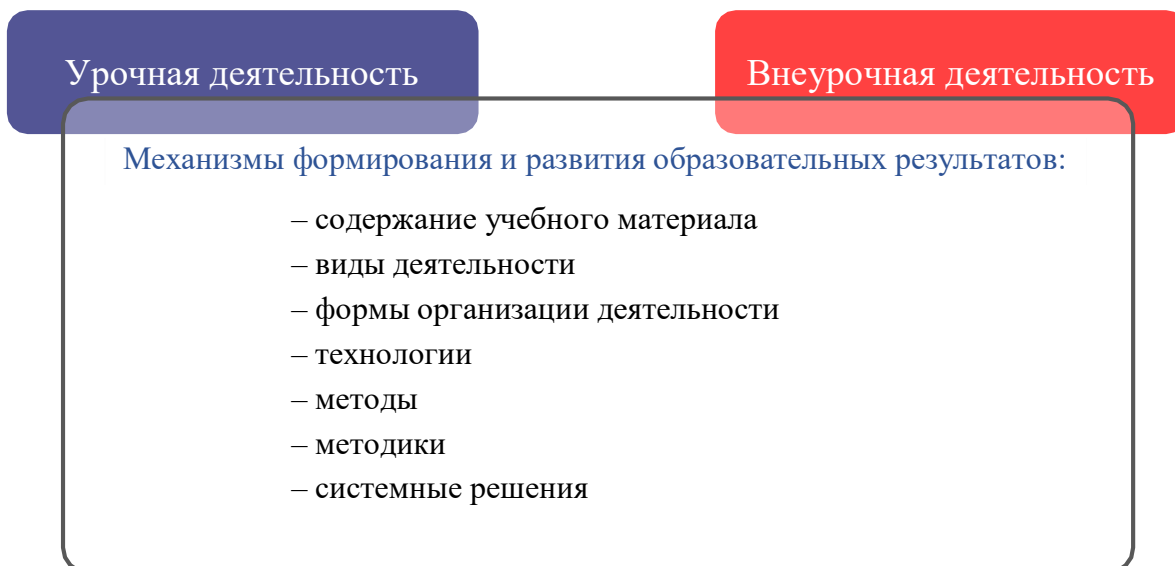 Урочная деятельность
Внеурочная деятельность
Механизмы формирования и развития образовательных результатов:
– содержание учебного материала
– виды деятельности
– формы организации деятельности
– технологии
– методы
– методики
– системные решения